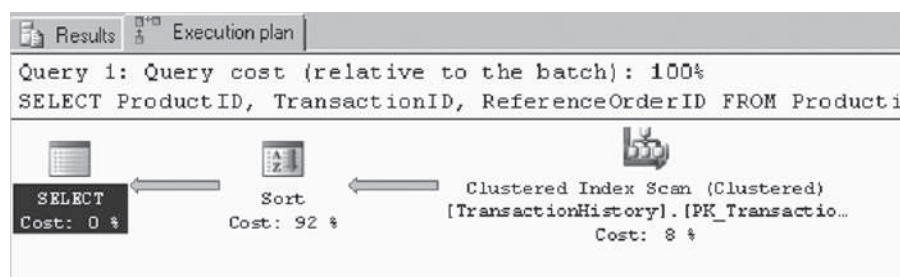 Results Execution plan
Query 1: Query cost (relative to the batch): 100%
SELECT ProductID, TransactionID, ReferenceOrderID FROM Producti
SELECT
Cost: 0 %
Sort
Cost: 92 %
Clustered Index Scan (Clustered)
[TransactionHistory].[PK_Transactio…
Cost: 8 %